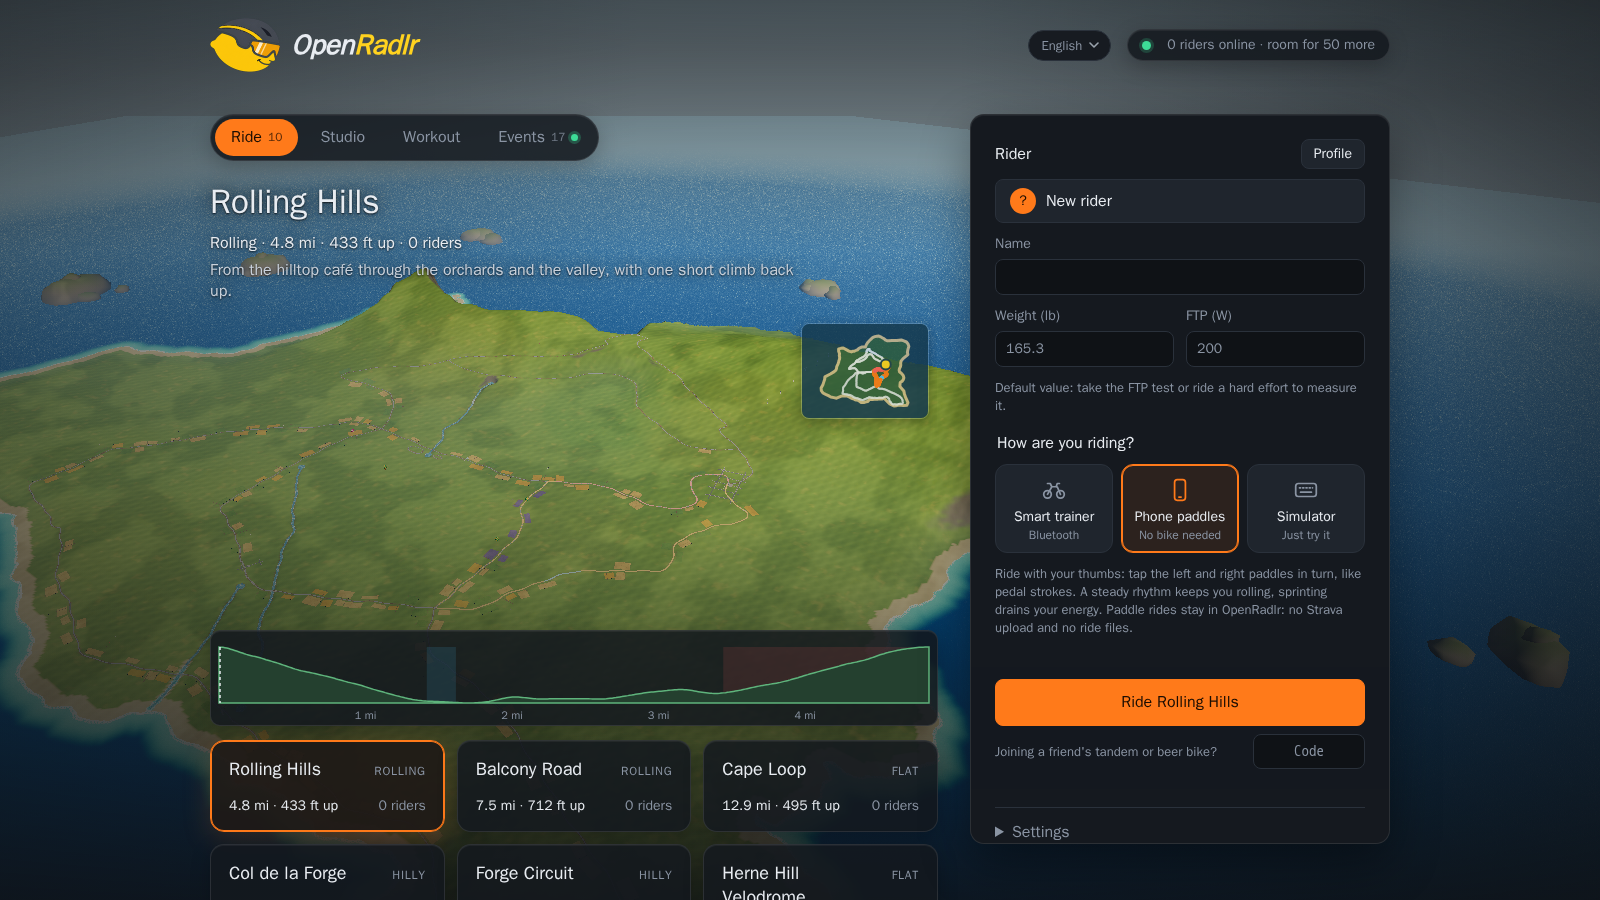 OpenRadlr
English
0 riders online · room for 50 more
Ride 10
Studio
Workout
Events 17
Rolling Hills
Rolling · 4.8 mi · 433 ft up · 0 riders
From the hilltop café through the orchards and the valley, with one short climb back
up.
1 mi
2 mi
3 mi
4 mi
Rolling Hills ROLLING
4.8 mi · 433 ft up 0 riders
Balcony Road ROLLING
7.5 mi · 712 ft up 0 riders
Cape Loop FLAT
12.9 mi · 495 ft up 0 riders
Col de la Forge HILLY
Forge Circuit HILLY
Herne Hill FLAT
Velodrome
Rider
Profile
? New rider
Name
Weight (lb)
FTP (W)
165.3
200
Default value: take the FTP test or ride a hard effort to measure
it.
How are you riding?
Smart trainer
Bluetooth
Phone paddles
No bike needed
Simulator
Just try it
Ride with your thumbs: tap the left and right paddles in turn, like
pedal strokes. A steady rhythm keeps you rolling, sprinting
drains your energy. Paddle rides stay in OpenRadlr: no Strava
upload and no ride files.
Ride Rolling Hills
Joining a friend's tandem or beer bike?
Code
Settings